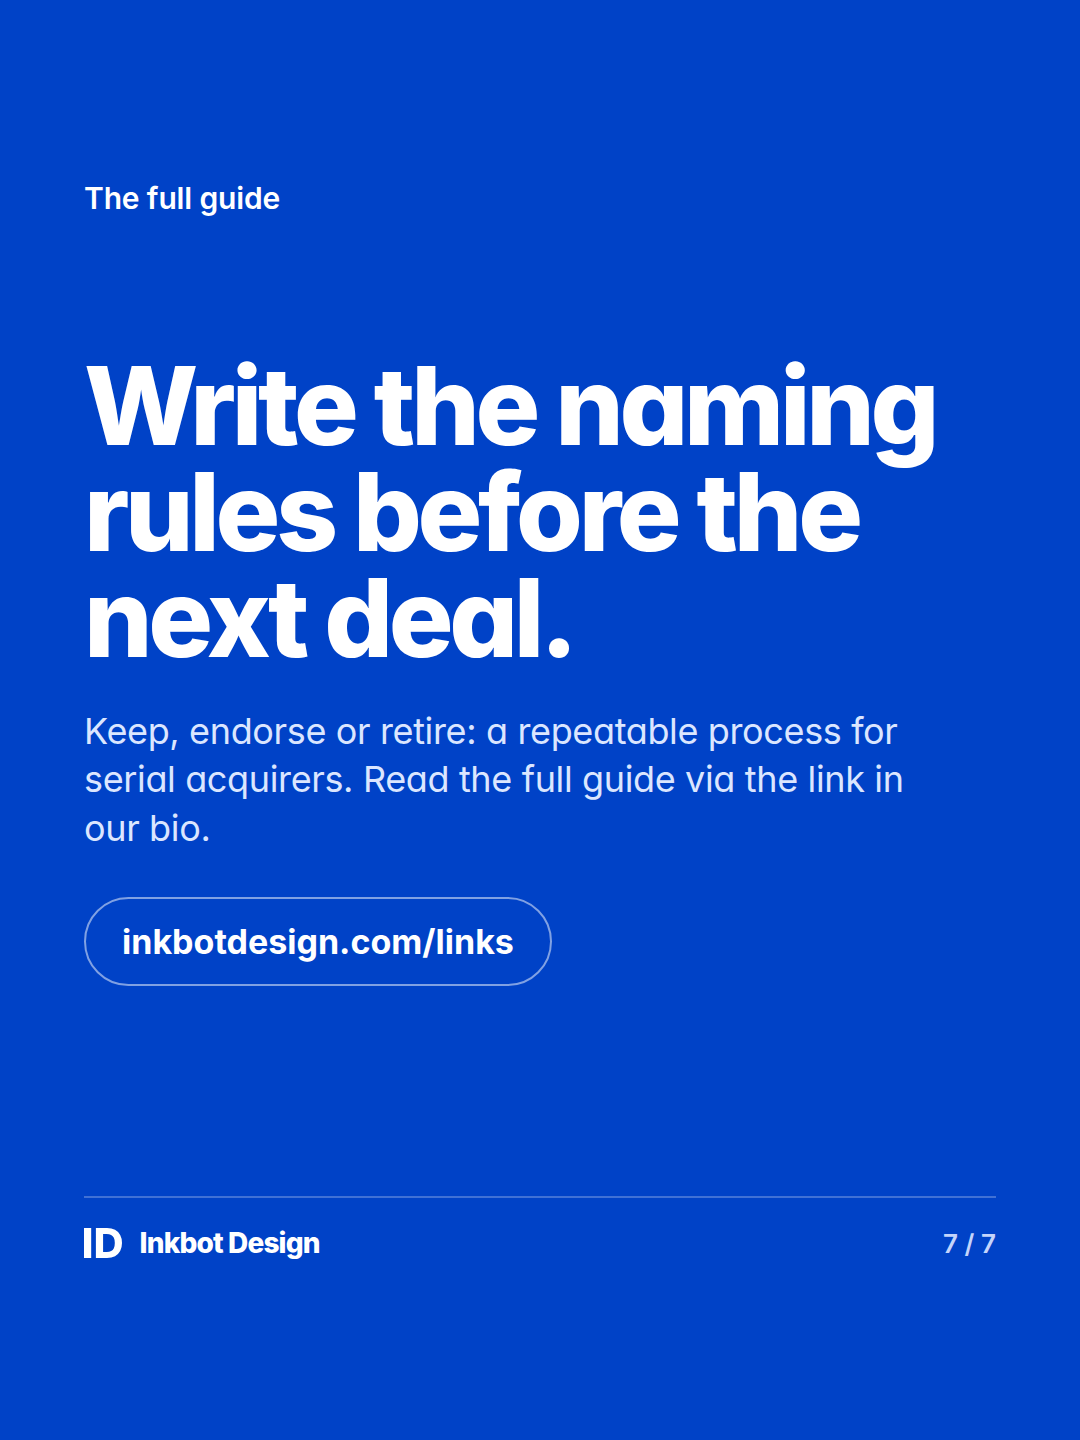 The full guide
Write the naming
rules before the
next deal.
Keep, endorse or retire: a repeatable process for
serial acquirers. Read the full guide via the link in
our bio.
inkbotdesign.com/links
ID Inkbot Design
7 / 7